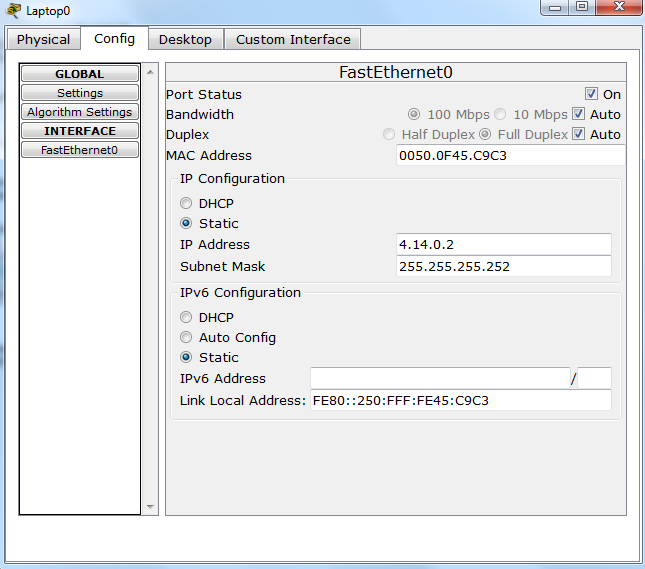 Laptop0
Physical Config Desktop Custom Interface
GLOBAL
Settings
Algorithm Settings
INTERFACE
FastEthernet0
FastEthernet0
Port Status On
Bandwidth 100 Mbps 10 Mbps Auto
Duplex Half Duplex Full Duplex Auto
MAC Address 0050.0F45.C9C3
IP Configuration
DHCP
Static
IP Address 4.14.0.2
Subnet Mask 255.255.255.252
IPv6 Configuration
DHCP
Auto Config
Static
IPv6 Address /
Link Local Address: FE80::250:FFF:FE45:C9C3